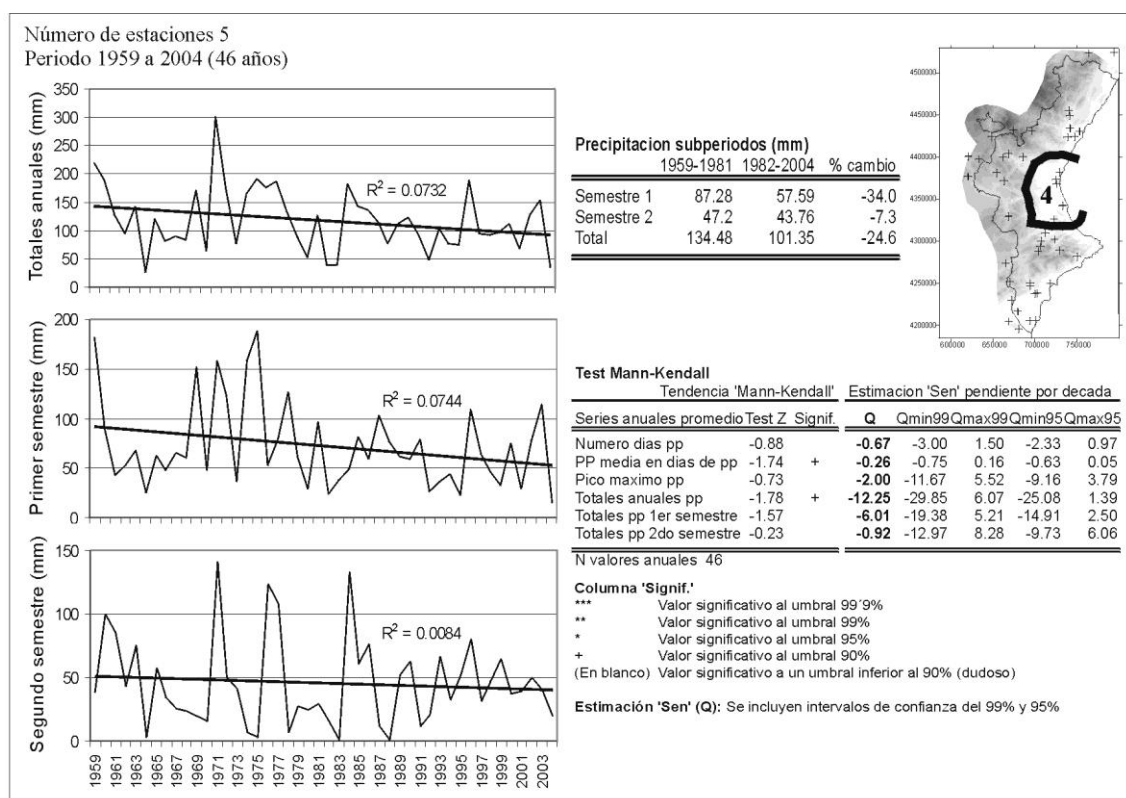 Número de estaciones 5
Periodo 1959 a 2004 (46 años)
Totales anuales (mm)
350
300
250
200
150
100
50
0
R² = 0.0732
Primer semestre (mm)
200
150
100
50
0
R² = 0.0744
Segundo semestre (mm)
150
100
50
0
R² = 0.0084
1959 1961 1963 1965 1967 1969 1971 1973 1975 1977 1979 1981 1983 1985 1987 1989 1991 1993 1995 1997 1999 2001 2003
Precipitacion subperiodos (mm)
1959-1981 1982-2004 % cambio
Semestre 1 87.28 57.59 -34.0
Semestre 2 47.2 43.76 -7.3
Total 134.48 101.35 -24.6
4500000
4400000
4300000
4200000
600000 650000 700000 750000
4
Test Mann-Kendall
Tendencia 'Mann-Kendall' Estimacion 'Sen' pendiente por decada
Series anuales promedio Test Z Signif. Q Qmin99 Qmax99 Qmin95 Qmax95
Numero dias pp -0.88 -0.67 -3.00 1.50 -2.33 0.97
PP media en dias de pp -1.74 + -0.26 -0.75 0.16 -0.63 0.05
Pico maximo pp -0.73 -2.00 -11.67 5.52 -9.16 3.79
Totales anuales pp -1.78 + -12.25 -29.85 6.07 -25.08 1.39
Totales pp 1er semestre -1.57 -6.01 -19.38 5.21 -14.91 2.50
Totales pp 2do semestre -0.23 -0.92 -12.97 8.28 -9.73 6.06
N valores anuales 46
Columna 'Signif.'
*** Valor significativo al umbral 99´9%
** Valor significativo al umbral 99%
* Valor significativo al umbral 95%
+ Valor significativo al umbral 90%
(En blanco) Valor significativo a un umbral inferior al 90% (dudoso)
Estimación 'Sen' (Q): Se incluyen intervalos de confianza del 99% y 95%